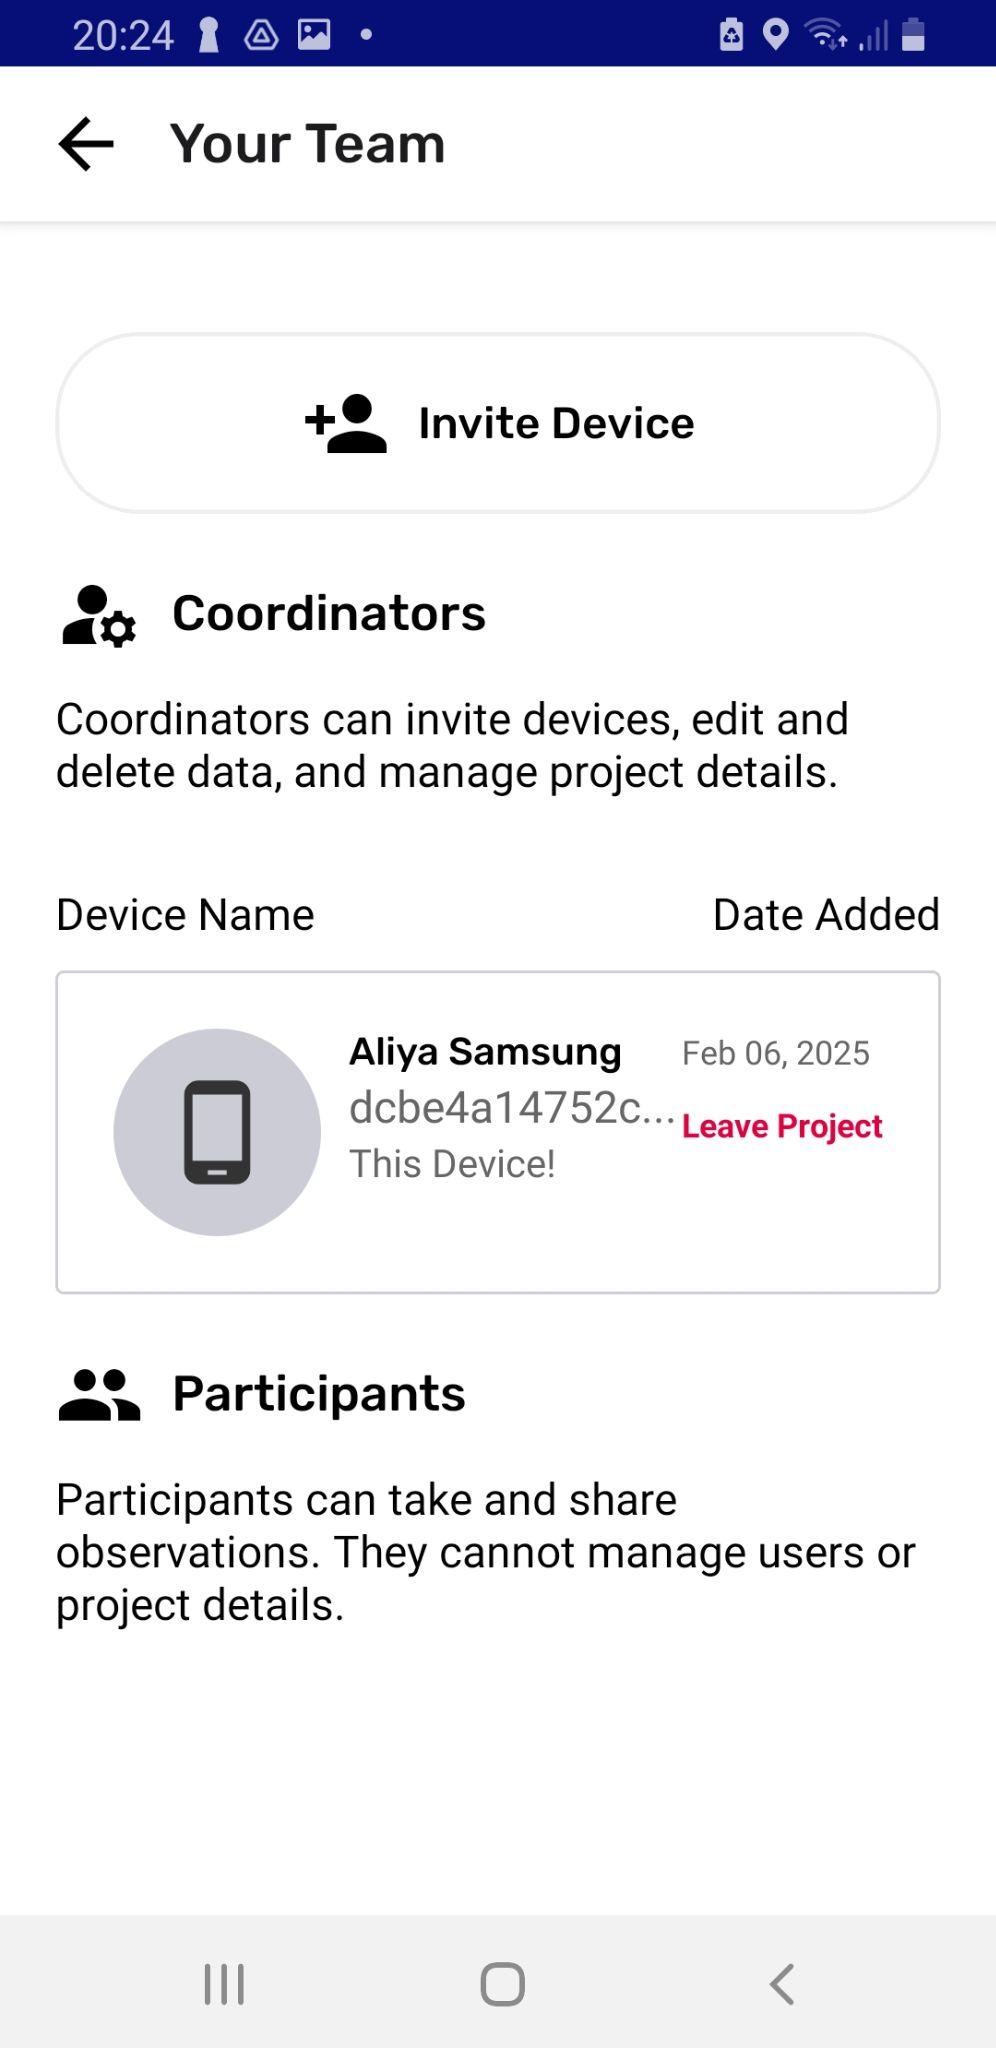 20:24
Your Team
Invite Device
Coordinators
Coordinators can invite devices, edit and
delete data, and manage project details.
Device Name Date Added
Aliya Samsung Feb 06, 2025
dcbe4a14752c... Leave Project
This Device!
Participants
Participants can take and share
observations. They cannot manage users or
project details.